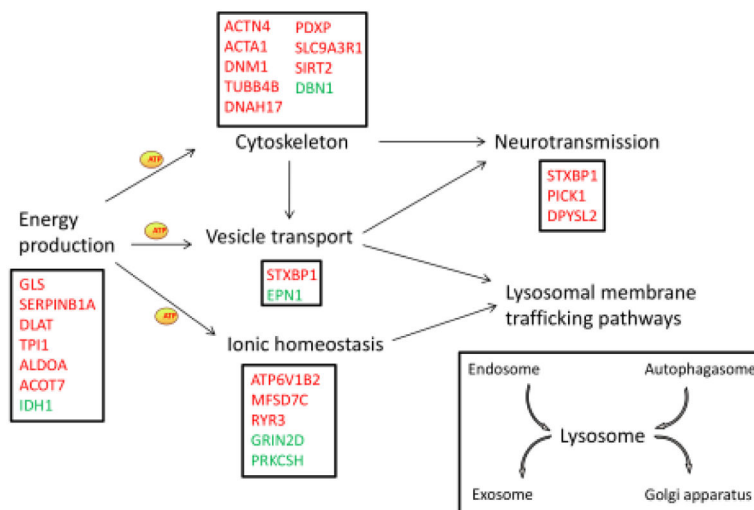 ACTN4 PDXP
ACTA1 SLC9A3R1
DNM1 SIRT2
TUBB4B DBN1
DNAH17
Cytoskeleton
Neurotransmission
ATP
STXBP1
PICK1
DPYSL2
Energy
production
ATP
Vesicle transport
GLS
SERPINB1A
DLAT
TPI1
ALDOA
ACOT7
IDH1
STXBP1
EPN1
ATP
Lysosomal membrane
trafficking pathways
Ionic homeostasis
ATP6V1B2
MFSD7C
RYR3
GRIN2D
PRKCSH
Endosome Autophagasome
Lysosome
Exosome Golgi apparatus